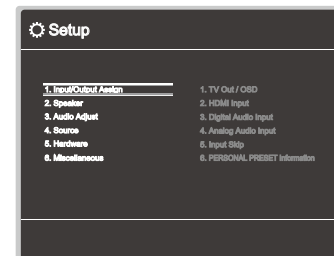 Setup
1. Input/Output Assign
2. Speaker
3. Audio Adjust
4. Source
5. Hardware
6. Miscellaneous
1. TV Out / OSD
2. HDMI Input
3. Digital Audio Input
4. Analog Audio Input
5. Input Skip
6. PERSONAL PRESET Information